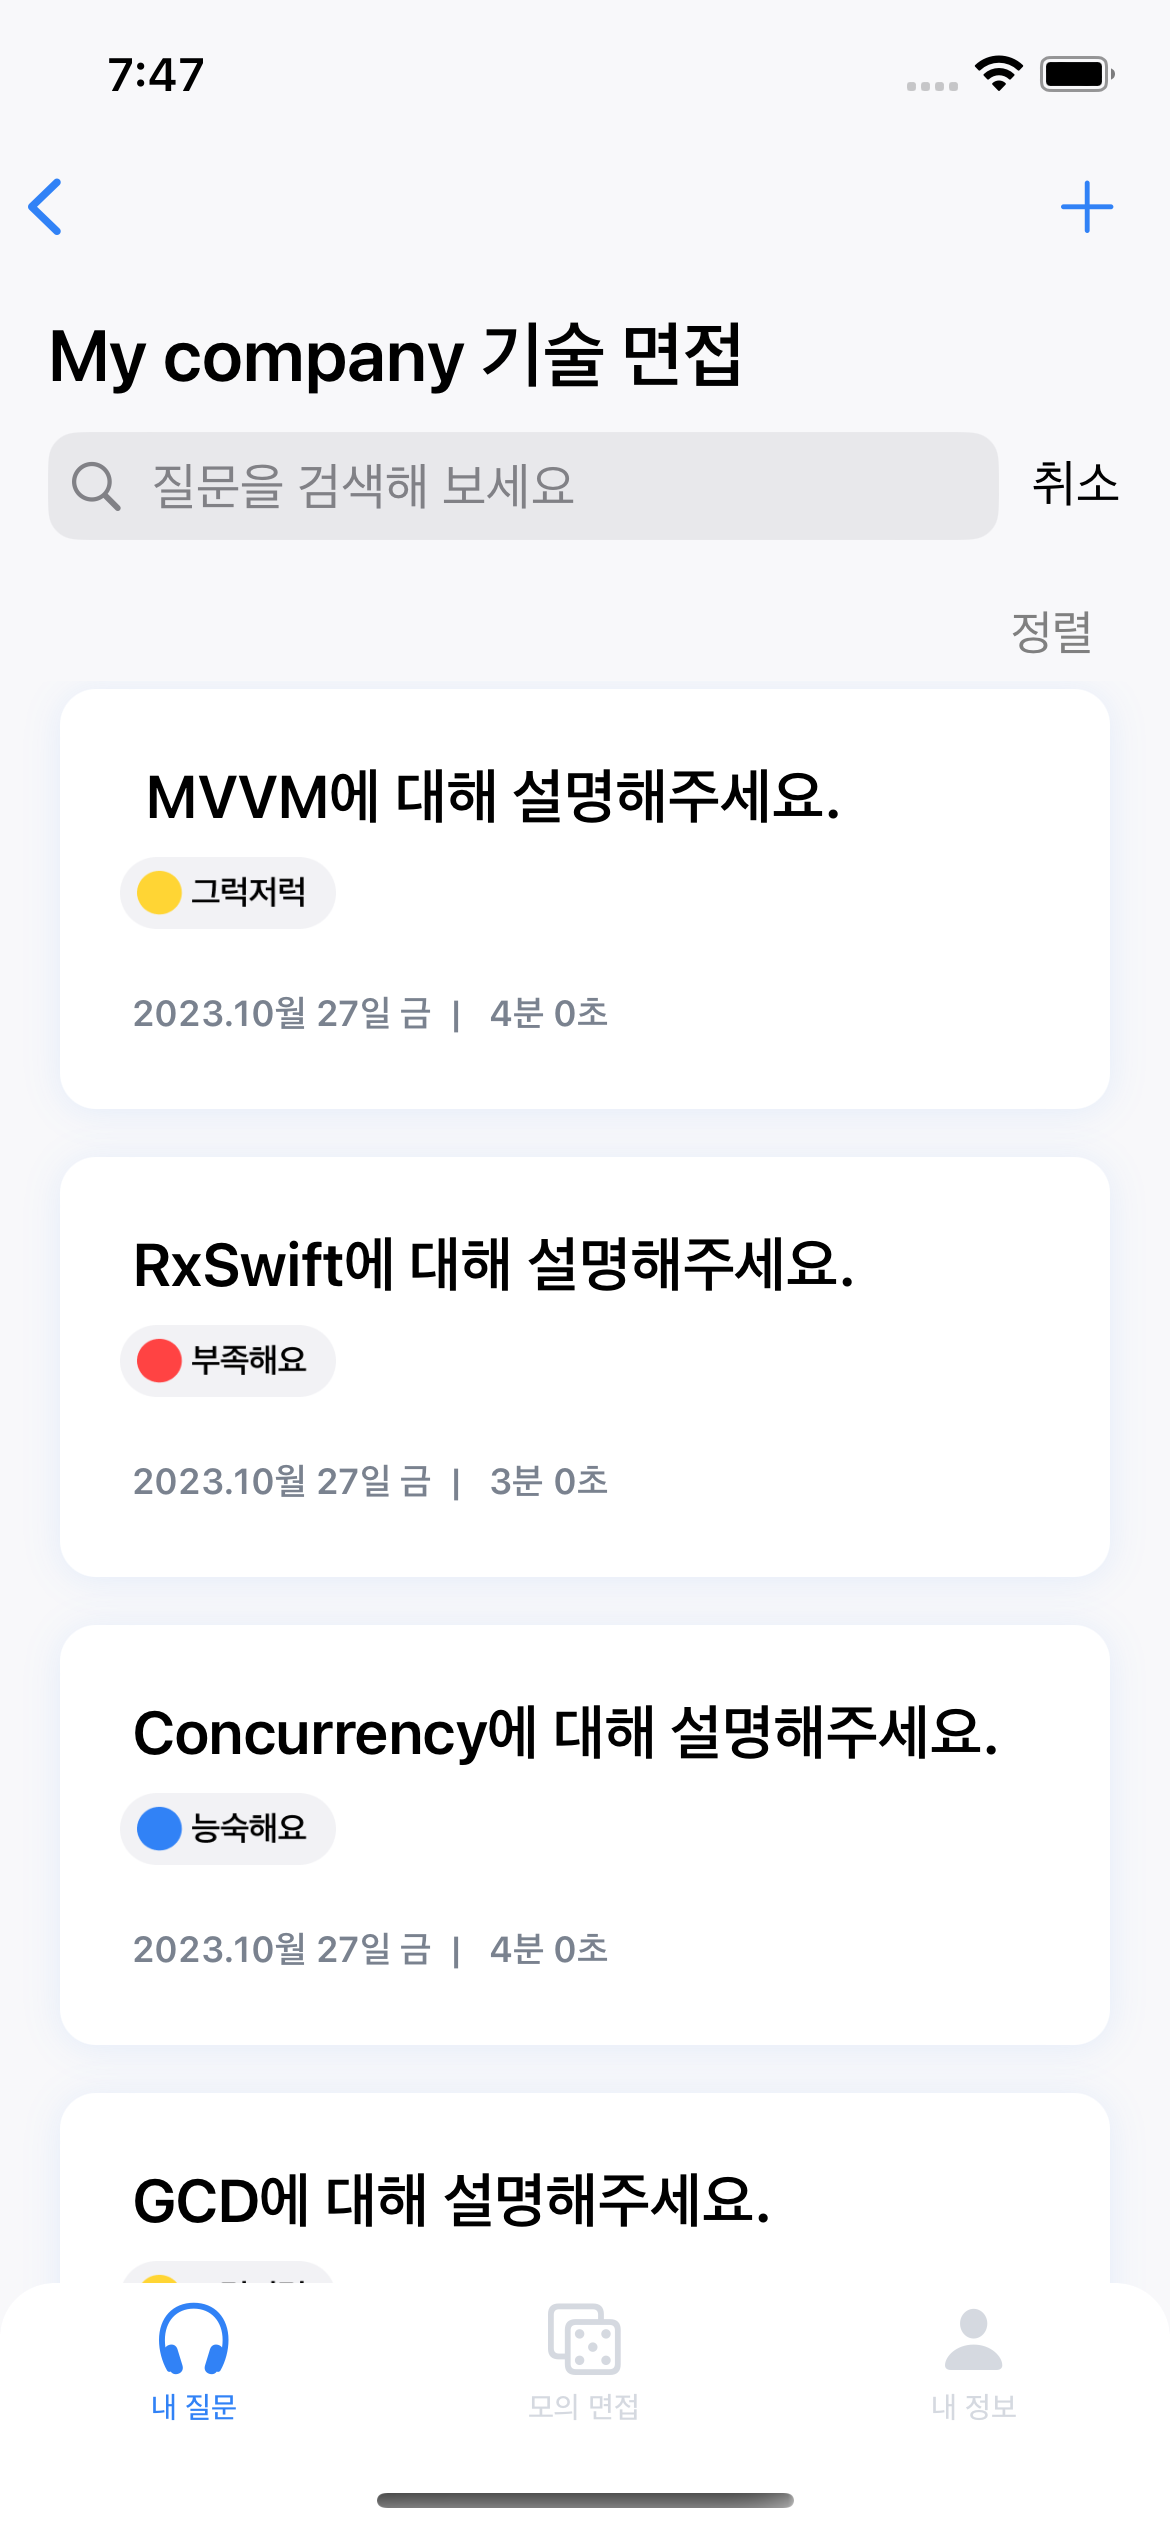 7:47
My company 기술 면접
질문을 검색해 보세요
취소
정렬
MVVM에 대해 설명해주세요.
그럭저럭
2023.10월 27일 금 | 4분 0초
RxSwift에 대해 설명해주세요.
부족해요
2023.10월 27일 금 | 3분 0초
Concurrency에 대해 설명해주세요.
능숙해요
2023.10월 27일 금 | 4분 0초
GCD에 대해 설명해주세요.
내 질문
모의 면접
내 정보